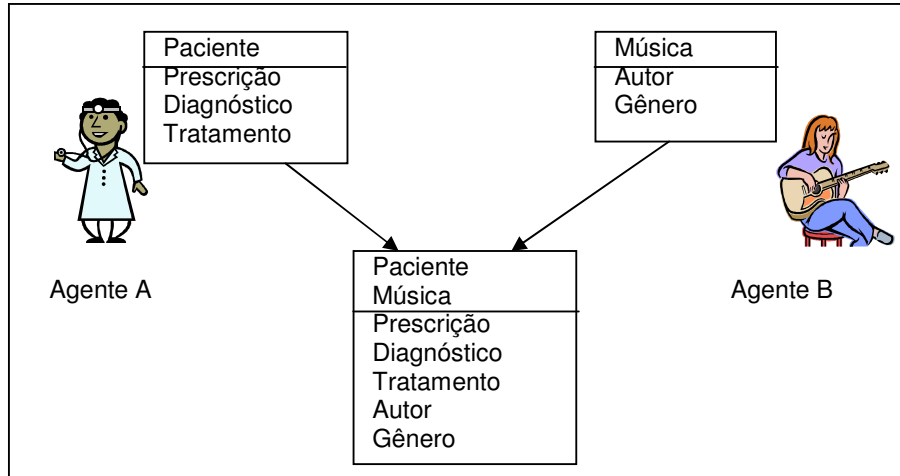 Paciente
Prescrição
Diagnóstico
Tratamento
Música
Autor
Gênero
Agente A
Agente B
Paciente
Música
Prescrição
Diagnóstico
Tratamento
Autor
Gênero